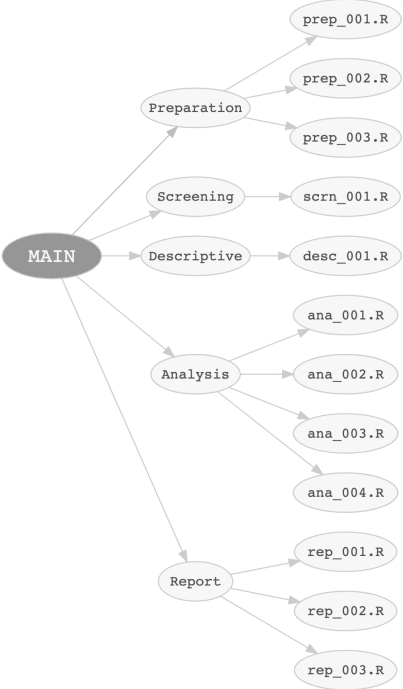 MAIN
Preparation
prep_001.R
prep_002.R
prep_003.R
Screening
scrn_001.R
Descriptive
desc_001.R
Analysis
ana_001.R
ana_002.R
ana_003.R
ana_004.R
Report
rep_001.R
rep_002.R
rep_003.R